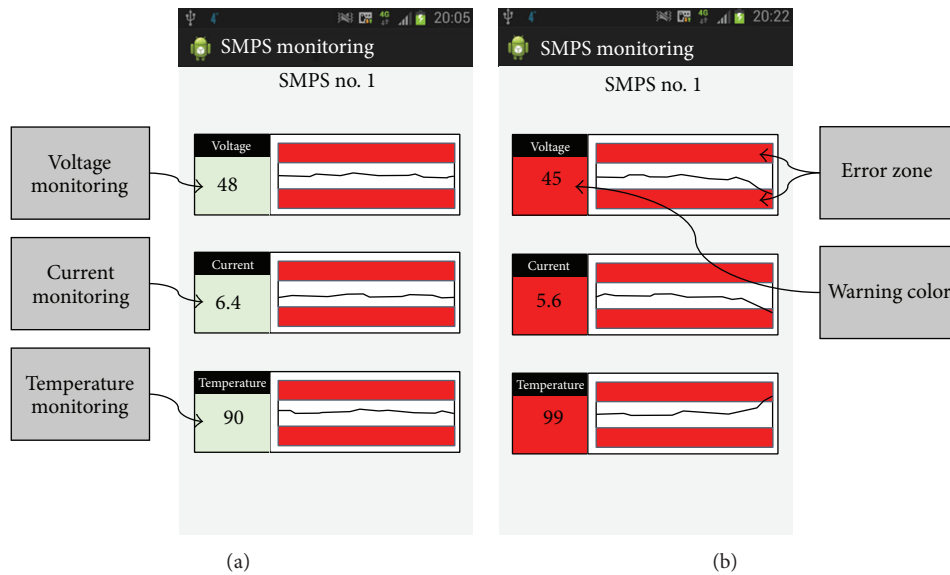 4G 20:05
SMPS monitoring
SMPS no. 1
Voltage monitoring
Voltage
48
Current monitoring
Current
6.4
Temperature monitoring
Temperature
90
(a)
4G 20:22
SMPS monitoring
SMPS no. 1
Voltage
45
Error zone
Current
5.6
Warning color
Temperature
99
(b)